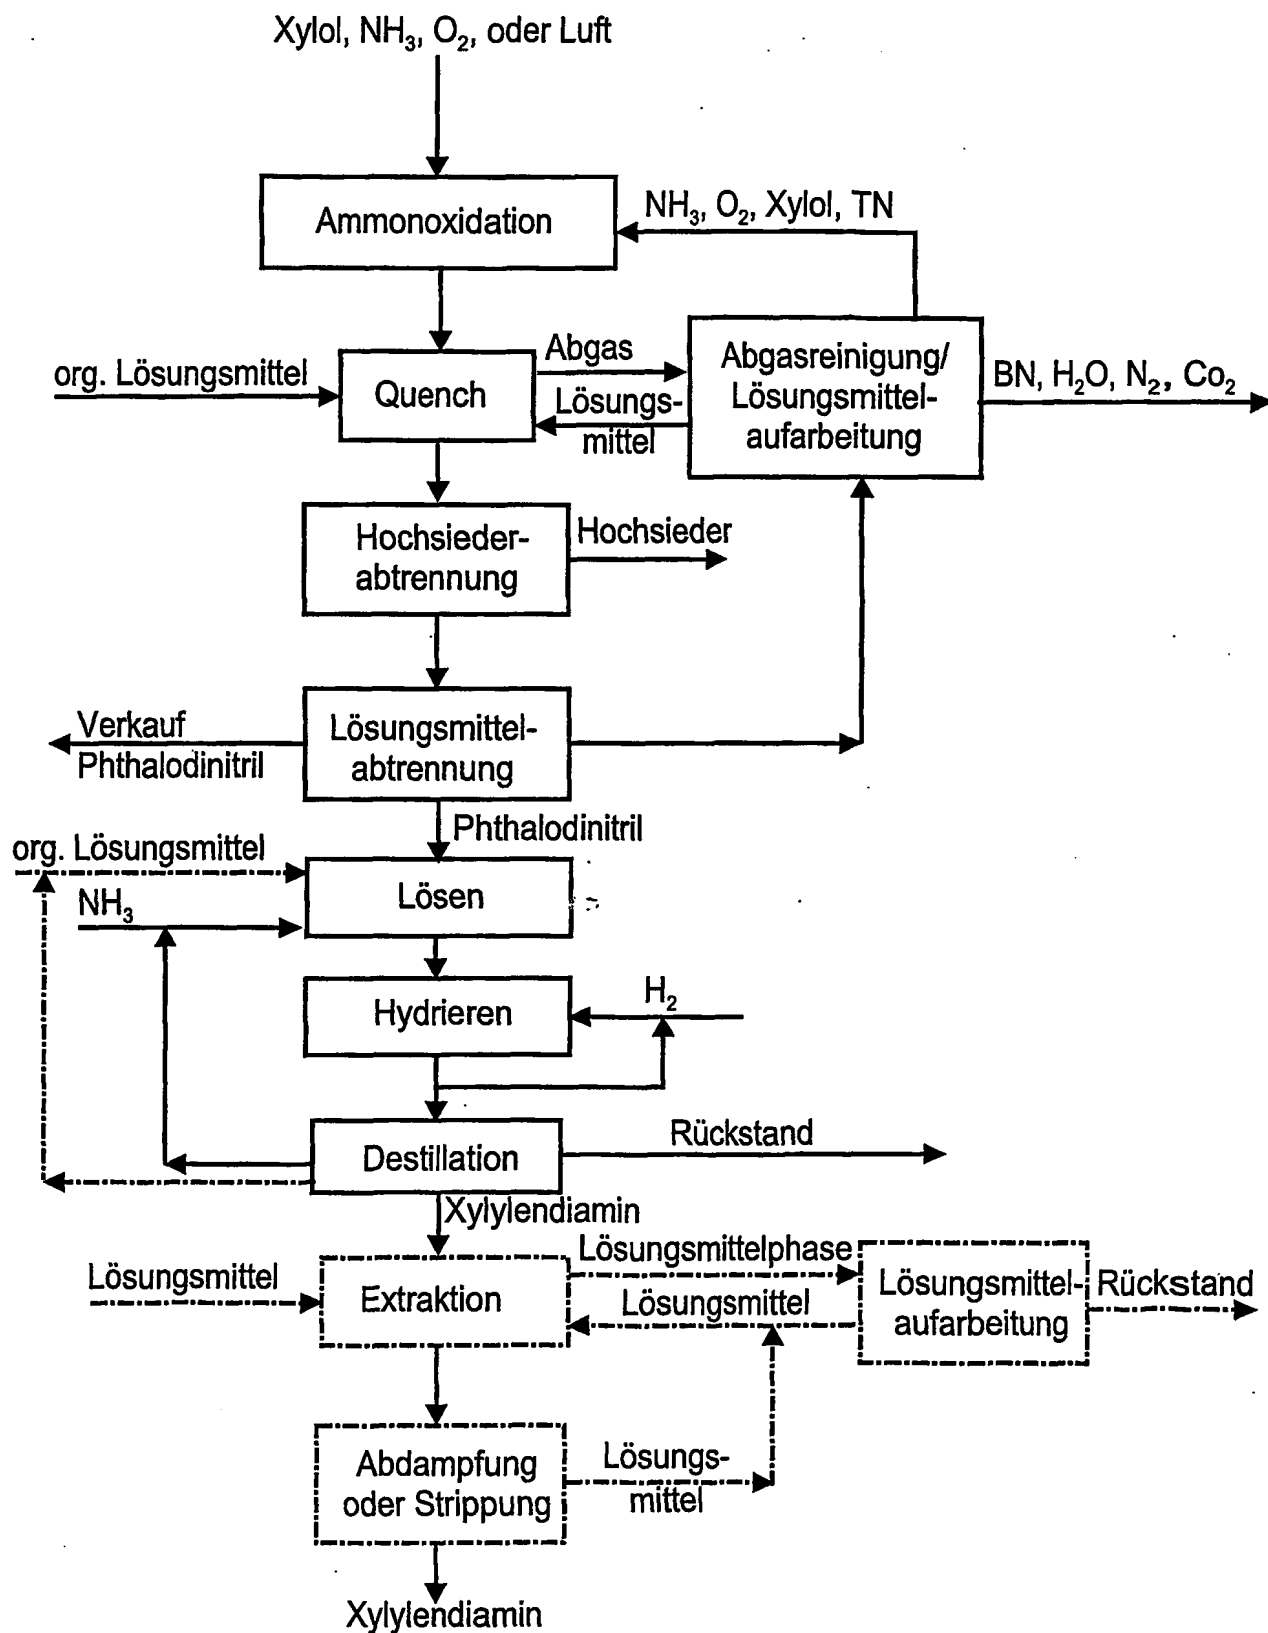 Xylol, NH₃, O₂, oder Luft
Ammonoxidation
NH₃, O₂, Xylol, TN
org. Lösungsmittel
Quench
Abgas
Lösungs-
mittel
Abgasreinigung/
Lösungsmittel-
aufarbeitung
BN, H₂O, N₂, Co₂
Hochsieder-
abtrennung
Hochsieder
Verkauf
Phthalodinitril
Lösungsmittel-
abtrennung
Phthalodinitril
org. Lösungsmittel
NH₃
Lösen
Hydrieren
H₂
Destillation
Rückstand
Xylylendiamin
Lösungsmittel
Extraktion
Lösungsmittelphase
Lösungsmittel
Lösungsmittel-
aufarbeitung
Rückstand
Abdampfung
oder Strippung
Lösungs-
mittel
Xylylendiamin